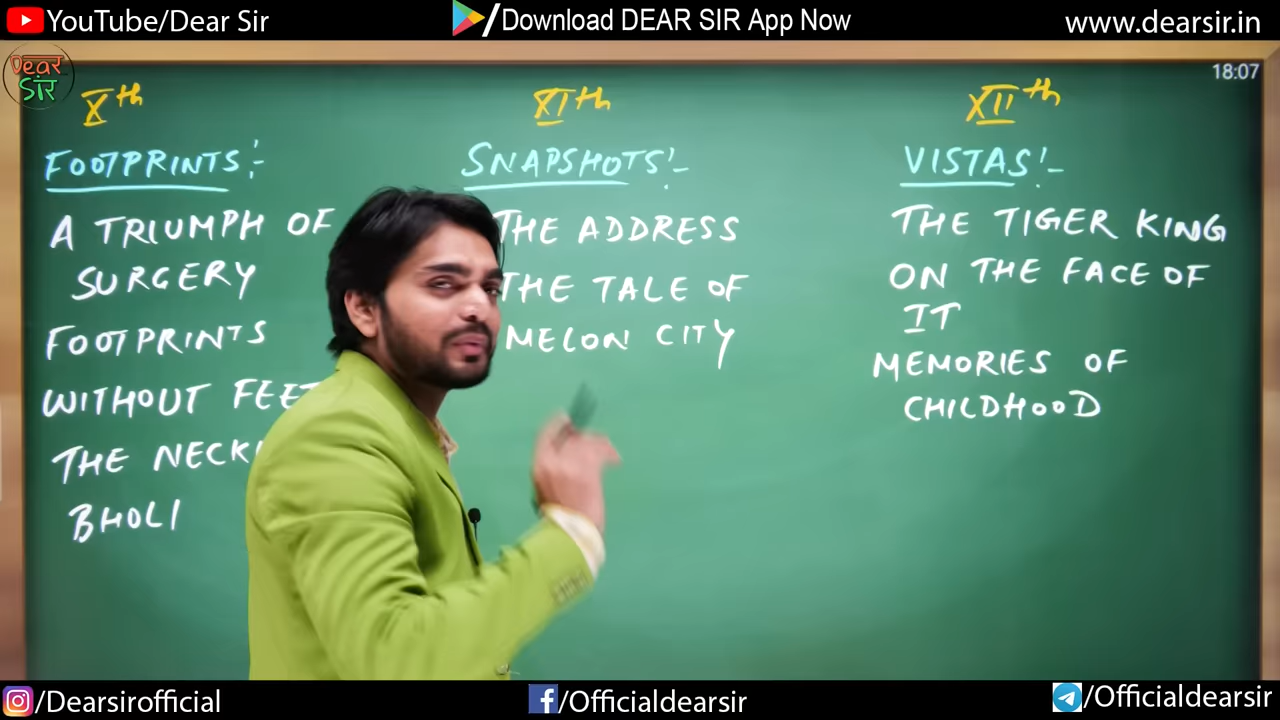 YouTube/Dear Sir
/Download DEAR SIR App Now
www.dearsir.in
Dear
Sir
18:07
Xth
FOOTPRINTS:-
A TRIUMPH OF
SURGERY
FOOTPRINTS
WITHOUT
THE
BHOLI
XIth
SNAPSHOTS:-
THE ADDRESS
THE TALE OF
MELON CITY
XIIth
VISTAS:-
THE TIGER KING
ON THE FACE OF
IT
MEMORIES OF
CHILDHOOD
/Dearsirofficial
/Officialdearsir
/Officialdearsir